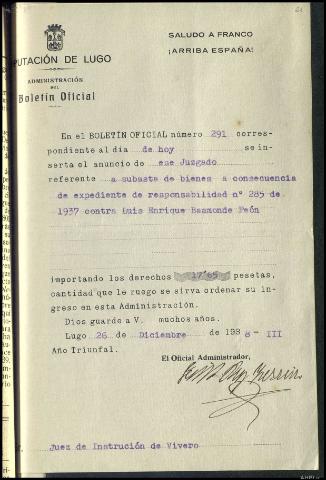 SALUDO A FRANCO
¡ARRIBA ESPAÑA!
PUTACIÓN DE LUGO
ADMINISTRACIÓN
DEL
Boletín Oficial
En el BOLETÍN OFICIAL número 291 corres-
pondiente al día de hoy se in-
serta el anuncio de ese Juzgado
referente a subasta de bienes a consecuencia
de expediente de responsabilidad nº 285 de
1937 contra Luis Enrique Baamonde Peón
importando los derechos 17'65 pesetas,
cantidad que le ruego se sirva ordenar su in-
greso en esta Administración.
Dios guarde a V. muchos años.
Lugo 26 de Diciembre de 1938 - III
Año Triunfal.
El Oficial Administrador,
Juez de Instrución de Vivero